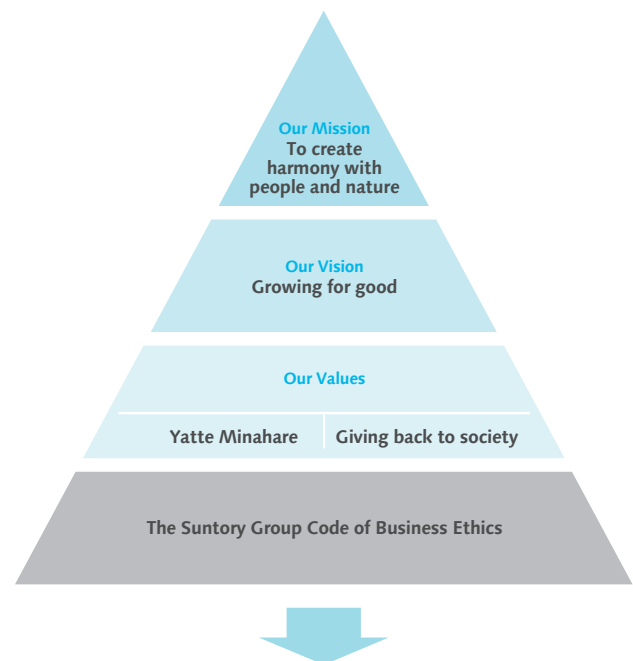 Our Mission
To create
harmony with
people and nature
Our Vision
Growing for good
Our Values
Yatte Minahare
Giving back to society
The Suntory Group Code of Business Ethics